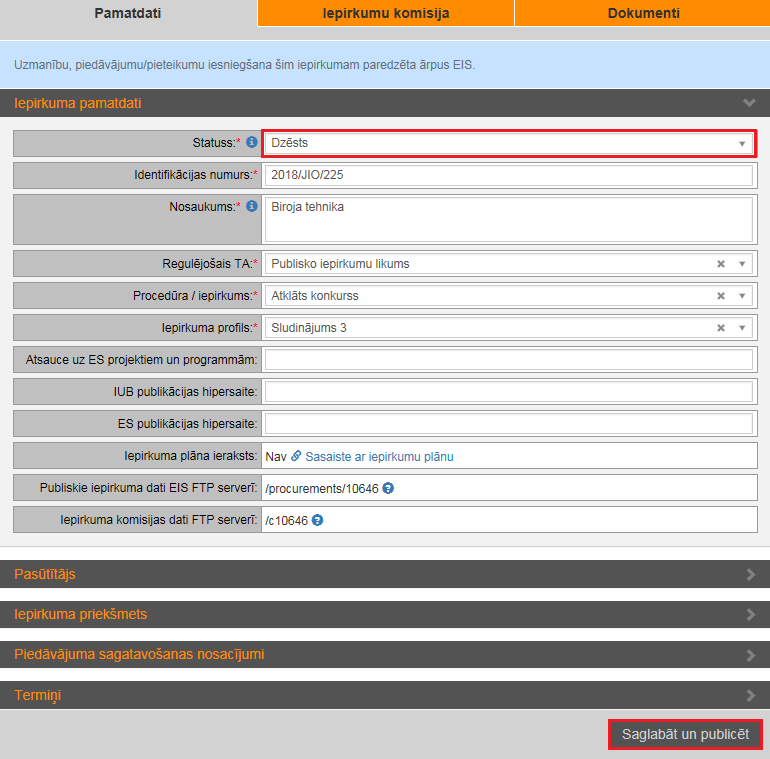 Pamatdati Iepirkumu komisija Dokumenti
Uzmanību, piedāvājumu/pieteikumu iesniegšana šim iepirkumam paredzēta ārpus EIS.
Iepirkuma pamatdati
Statuss:* Dzēsts
Identifikācijas numurs:* 2018/JIO/225
Nosaukums:* Biroja tehnika
Regulējošais TA:* Publisko iepirkumu likums
Procedūra / iepirkums:* Atklāts konkurss
Iepirkuma profils:* Sludinājums 3
Atsauce uz ES projektiem un programmām:
IUB publikācijas hipersaite:
ES publikācijas hipersaite:
Iepirkuma plāna ieraksts: Nav Sasaiste ar iepirkumu plānu
Publiskie iepirkuma dati EIS FTP serverī: /procurements/10646
Iepirkuma komisijas dati FTP serverī: /c10646
Pasūtītājs
Iepirkuma priekšmets
Piedāvājuma sagatavošanas nosacījumi
Termiņi
Saglabāt un publicēt